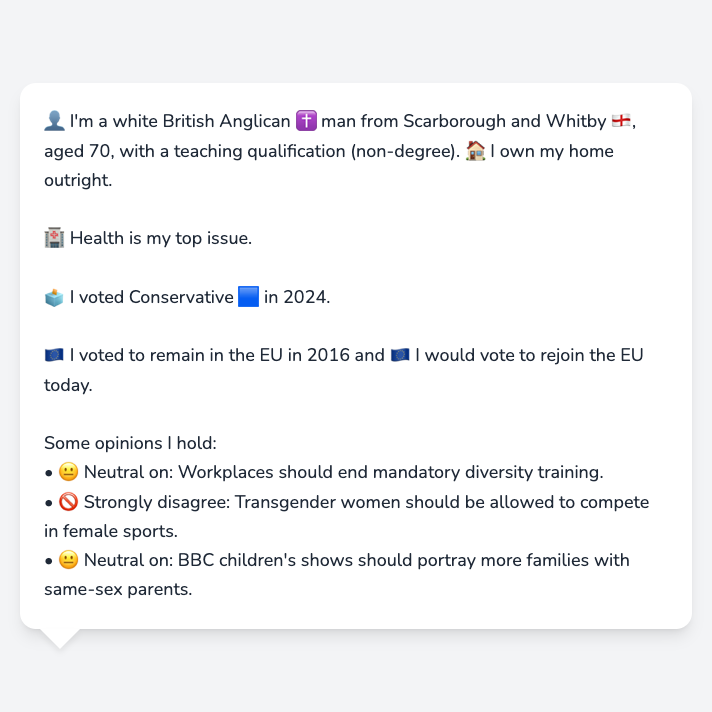 👤 I'm a white British Anglican ✝️ man from Scarborough and Whitby 🏴󠁧󠁢󠁥󠁮󠁧󠁿,
aged 70, with a teaching qualification (non-degree). 🏠 I own my home
outright.
🏥 Health is my top issue.
🗳️ I voted Conservative 🟦 in 2024.
🇪🇺 I voted to remain in the EU in 2016 and 🇪🇺 I would vote to rejoin the EU
today.
Some opinions I hold:
• 😐 Neutral on: Workplaces should end mandatory diversity training.
• 🚫 Strongly disagree: Transgender women should be allowed to compete
in female sports.
• 😐 Neutral on: BBC children's shows should portray more families with
same-sex parents.